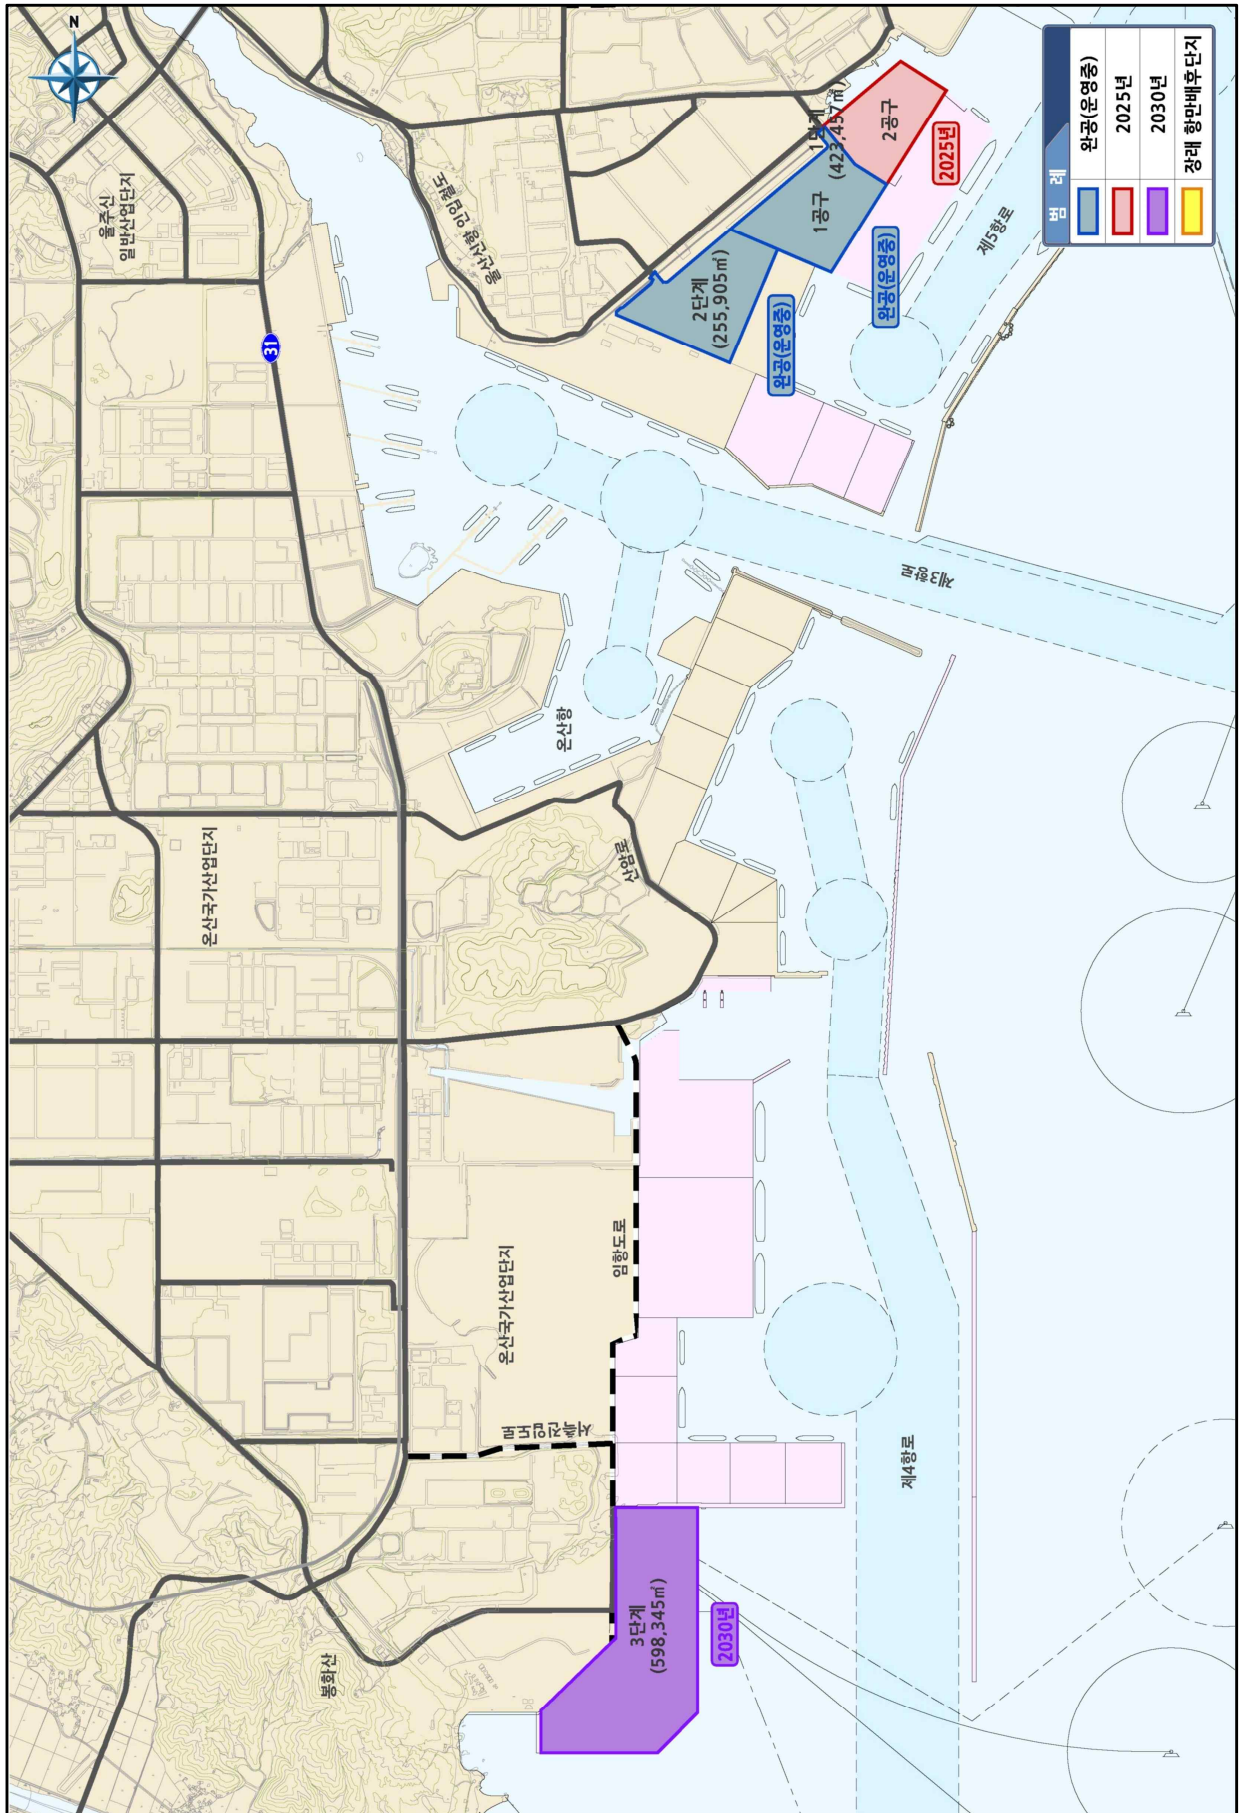 N
울주신
일반산업단지
31
온산국가산업단지
봉화산
온산국가산업단지
서측진입도로
임항도로
산암로
온산항
울산신항 인입철도
1단계
(423,457㎡)
2공구
2025년
1공구
완공(운영중)
2단계
(255,905㎡)
완공(운영중)
제5항로
제3항로
제4항로
3단계
(598,345㎡)
2030년
범 례
완공(운영중)
2025년
2030년
장래 항만배후단지